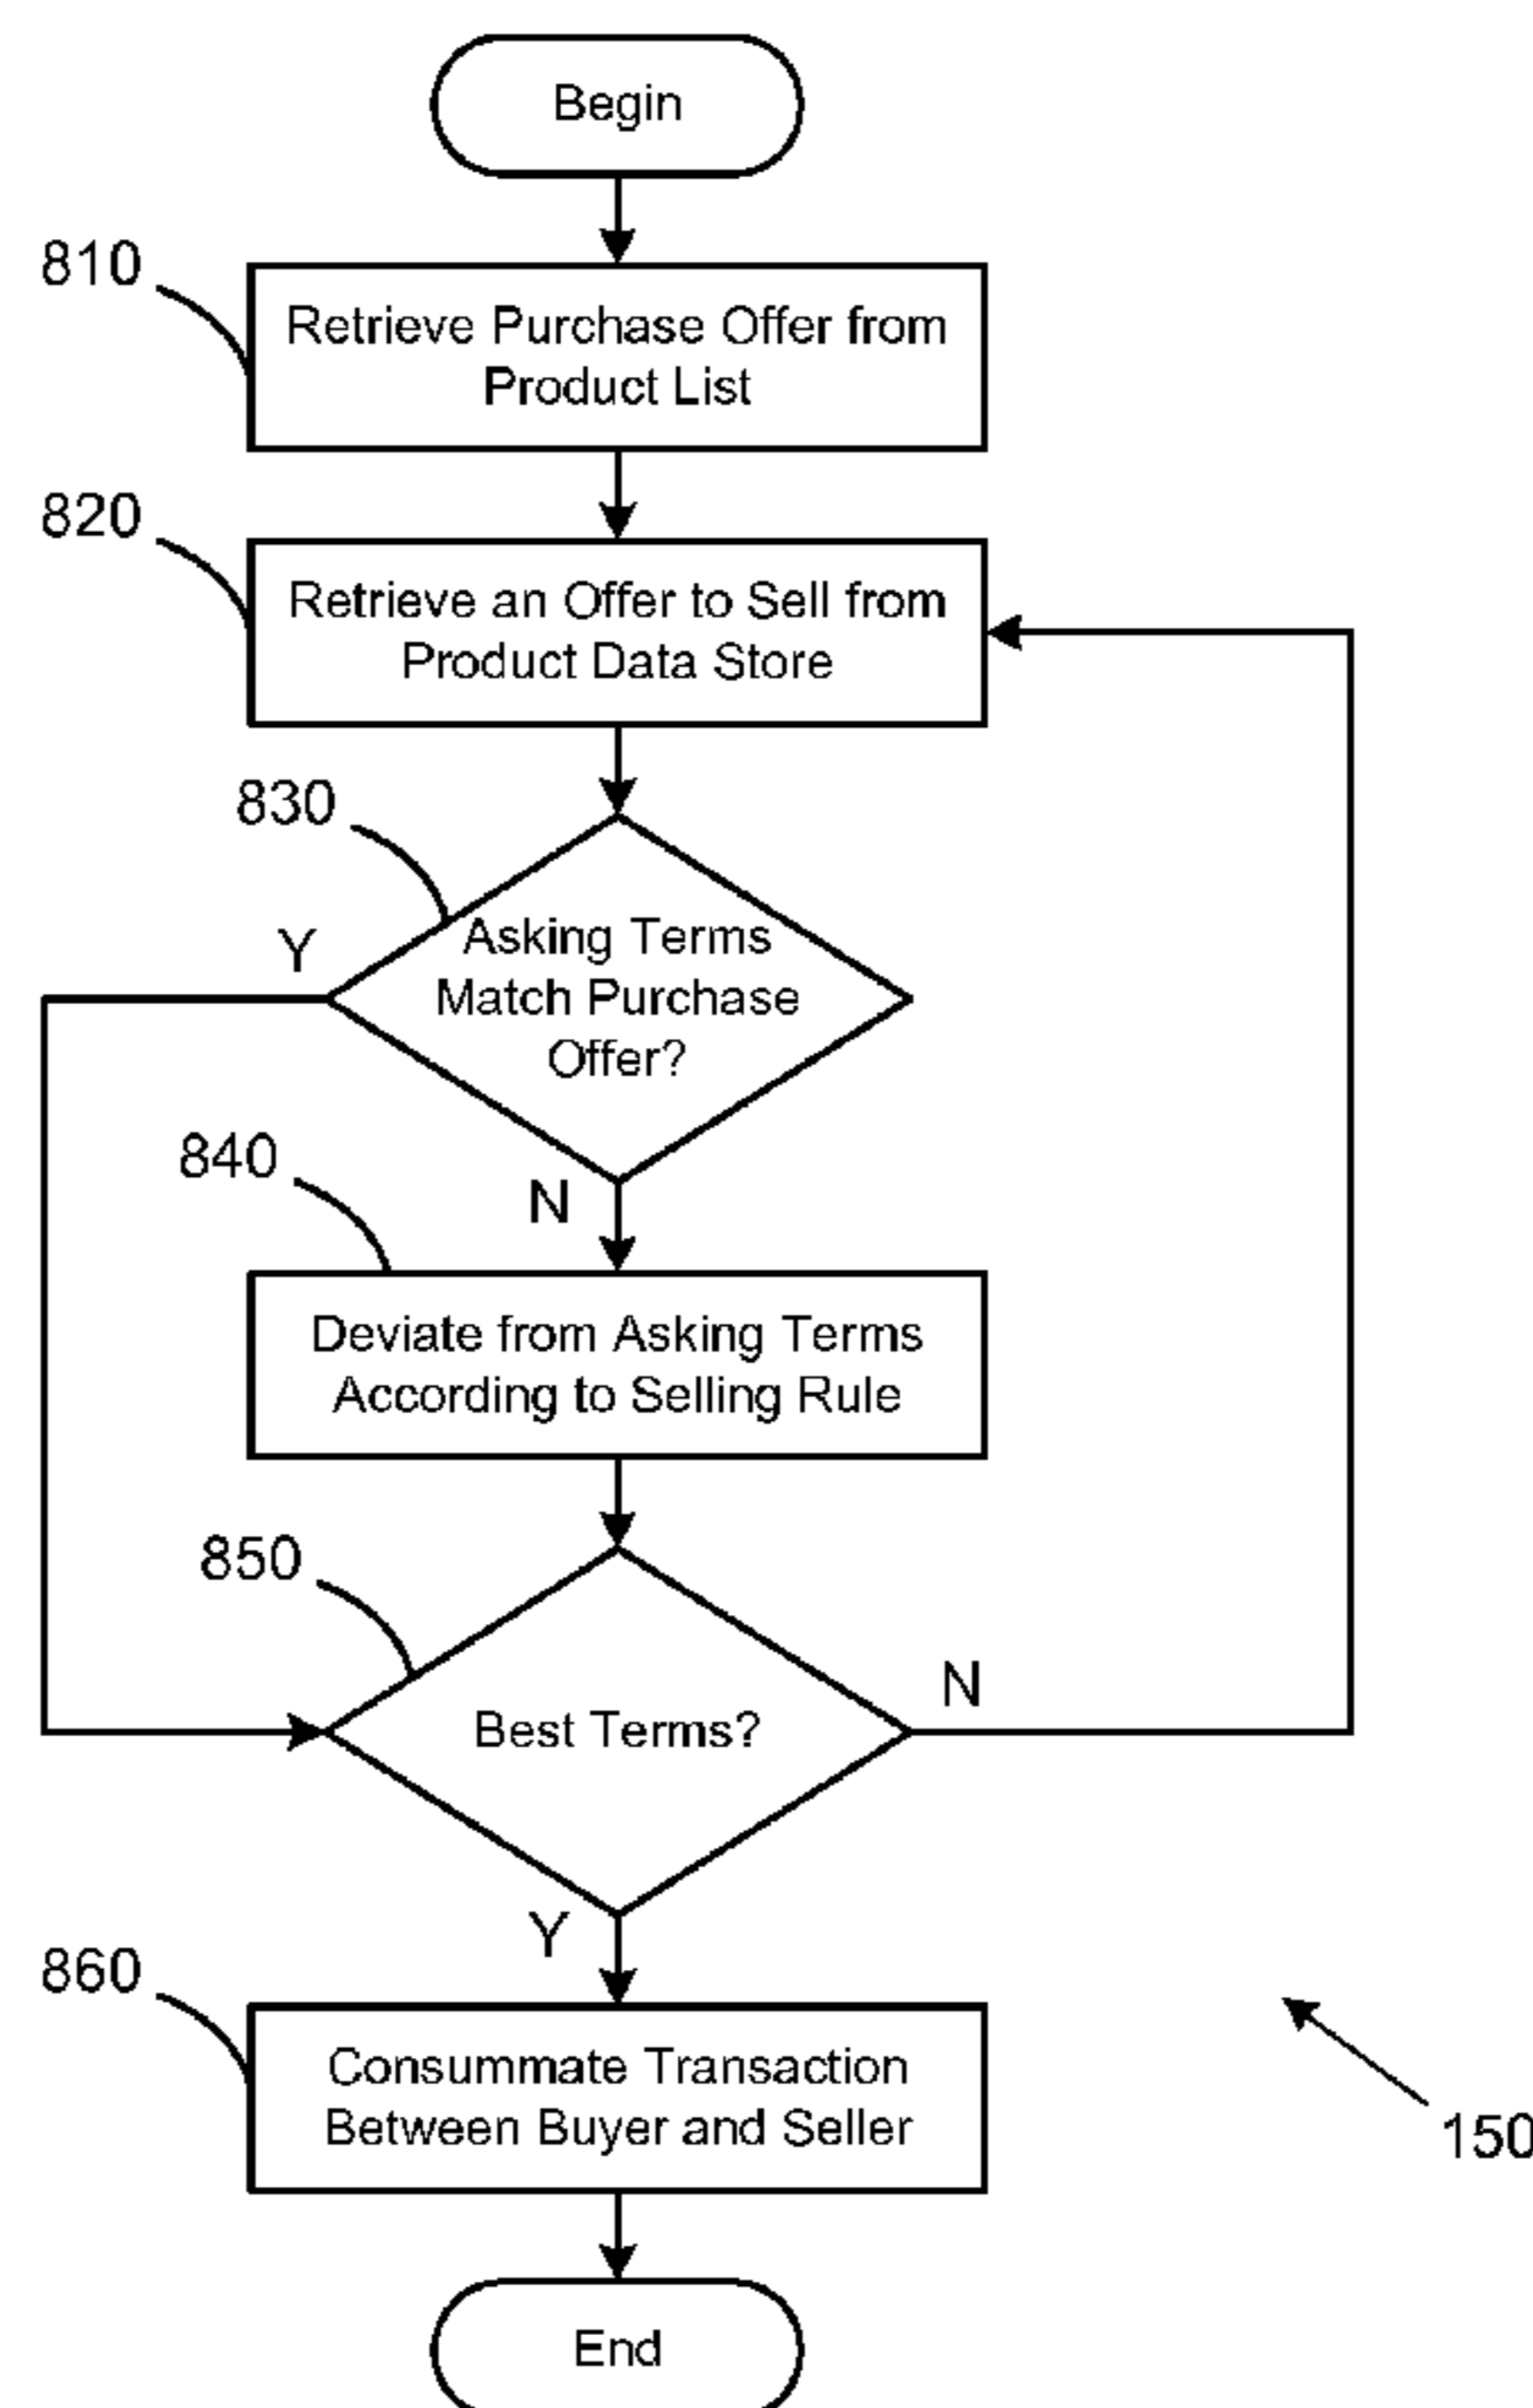 Begin
810
Retrieve Purchase Offer from
Product List
820
Retrieve an Offer to Sell from
Product Data Store
830
Y
Asking Terms
Match Purchase
Offer?
840
N
Deviate from Asking Terms
According to Selling Rule
850
N
Best Terms?
Y
860
Consummate Transaction
Between Buyer and Seller
150
End